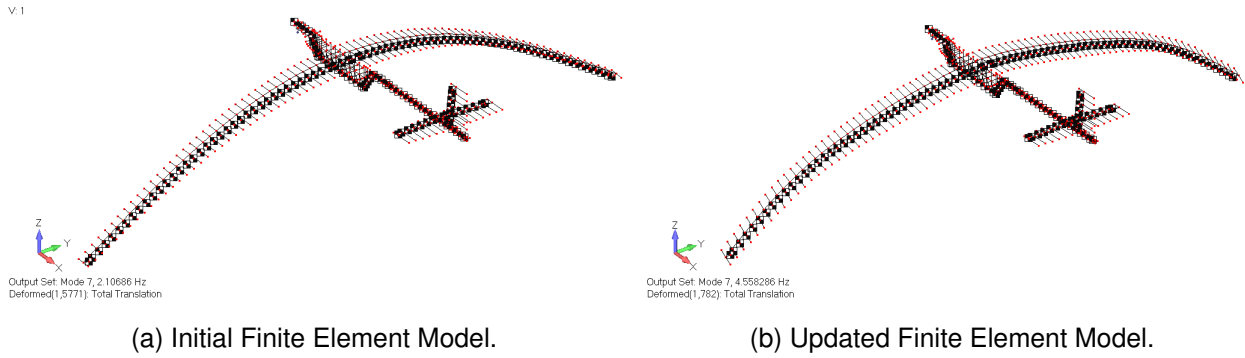 V: 1
Z
Y
X
Output Set: Mode 7, 2.10686 Hz
Deformed(1,5771): Total Translation
Z
Y
X
Output Set: Mode 7, 4.558286 Hz
Deformed(1,782): Total Translation
(a) Initial Finite Element Model.
(b) Updated Finite Element Model.